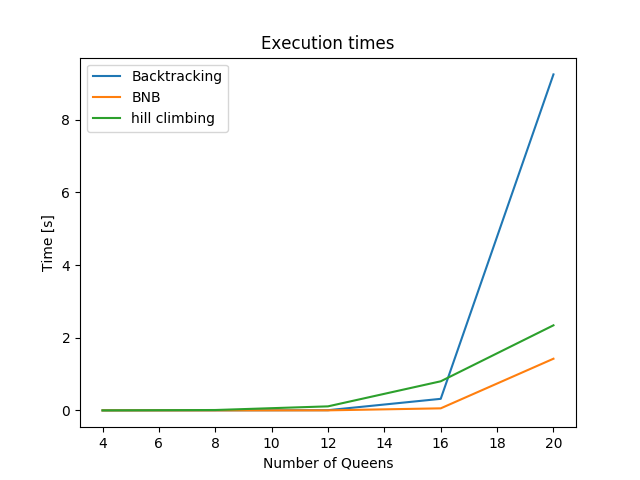 Execution times
Backtracking
BNB
hill climbing
8
6
4
2
0
Time [s]
4 6 8 10 12 14 16 18 20
Number of Queens